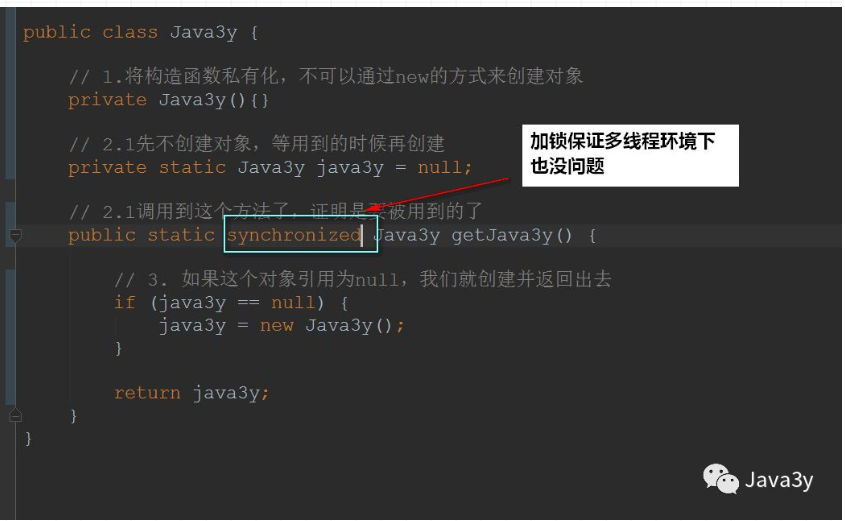 public class Java3y {
// 1.将构造函数私有化，不可以通过new的方式来创建对象
private Java3y(){}
// 2.1先不创建对象，等用到的时候再创建
private static Java3y java3y = null;
加锁保证多线程环境下
也没问题
// 2.1调用到这个方法了，证明是要被用到的了
public static synchronized Java3y getJava3y() {
// 3. 如果这个对象引用为null，我们就创建并返回出去
if (java3y == null) {
java3y = new Java3y();
}
return java3y;
}
}
Java3y